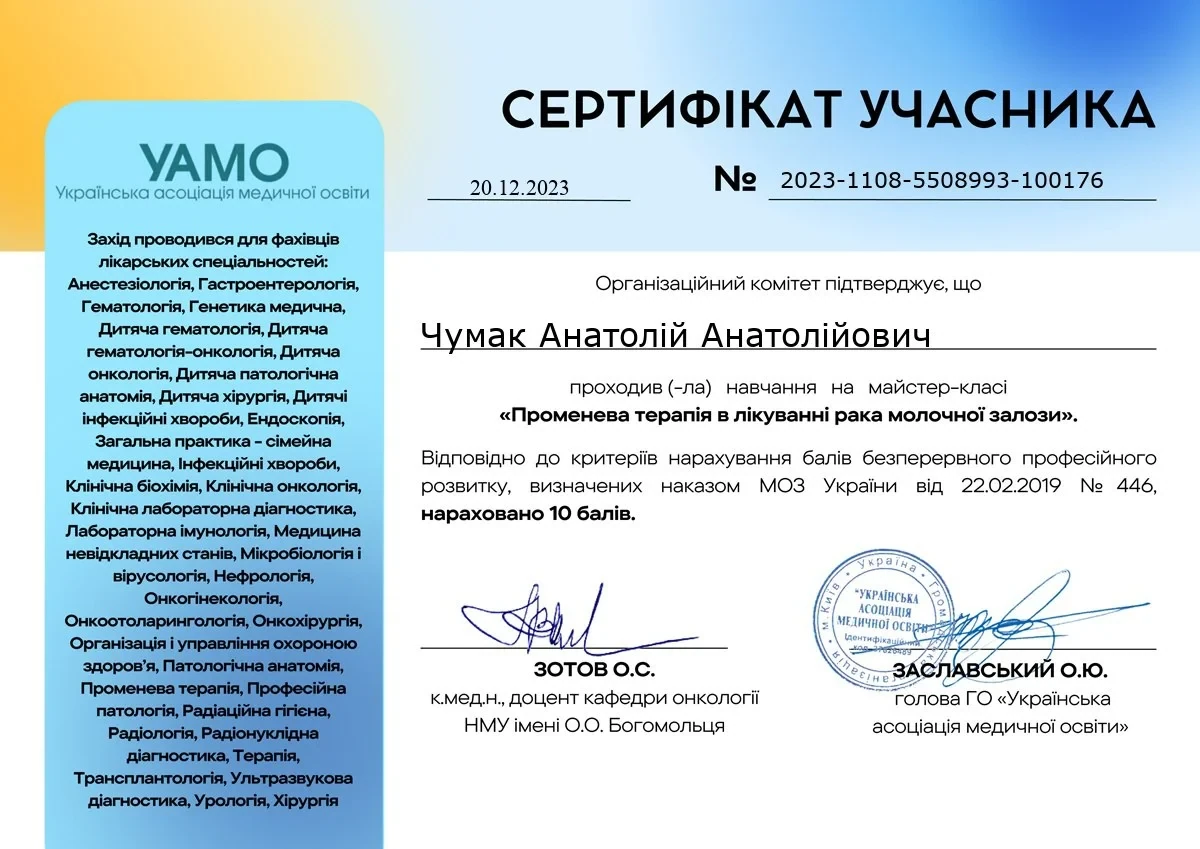 СЕРТИФІКАТ УЧАСНИКА
20.12.2023
№ 2023-1108-5508993-100176
УАМО
Українська асоціація медичної освіти
Захід проводився для фахівців
лікарських спеціальностей:
Анестезіологія, Гастроентерологія,
Гематологія, Генетика медична,
Дитяча гематологія, Дитяча
гематологія-онкологія, Дитяча
онкологія, Дитяча патологічна
анатомія, Дитяча хірургія, Дитячі
інфекційні хвороби, Ендоскопія,
Загальна практика - сімейна
медицина, Інфекційні хвороби,
Клінічна біохімія, Клінічна онкологія,
Клінічна лабораторна діагностика,
Лабораторна імунологія, Медицина
невідкладних станів, Мікробіологія і
вірусологія, Нефрологія,
Онкогінекологія,
Онкоотоларингологія, Онкохірургія,
Організація і управління охороною
здоров’я, Патологічна анатомія,
Променева терапія, Професійна
патологія, Радіаційна гігієна,
Радіологія, Радіонуклідна
діагностика, Терапія,
Трансплантологія, Ультразвукова
діагностика, Урологія, Хірургія
Організаційний комітет підтверджує, що
Чумак Анатолій Анатолійович
проходив (-ла) навчання на майстер-класі
«Променева терапія в лікуванні рака молочної залози».
Відповідно до критеріїв нарахування балів безперервного професійного
розвитку, визначених наказом МОЗ України від 22.02.2019 № 446,
нараховано 10 балів.
ЗОТОВ О.С.
к.мед.н., доцент кафедри онкології
НМУ імені О.О. Богомольця
"УКРАЇНСЬКА
АСОЦІАЦІЯ
МЕДИЧНОЇ ОСВІТИ"
Ідентифікаційний
код
м.Київ * Україна * Громадська організація
ЗАСЛАВСЬКИЙ О.Ю.
голова ГО «Українська
асоціація медичної освіти»